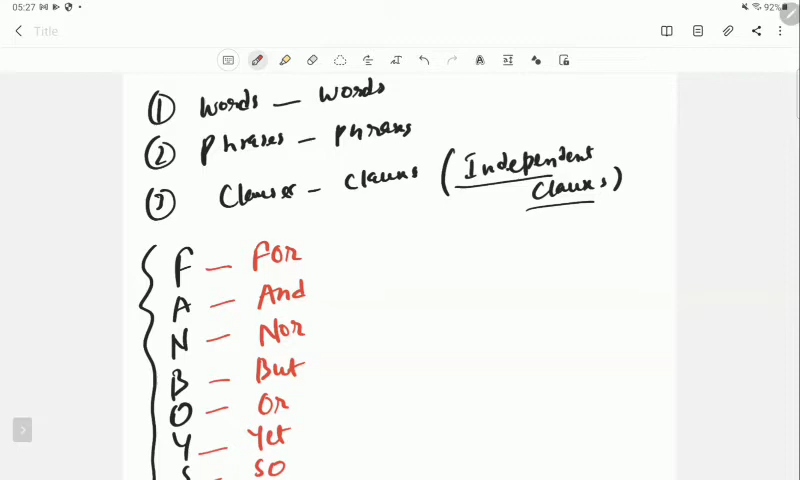 05:27
92%
Title
① Words — Words
② Phrases — Phrases
③ Clauses — Clauses (Independent
Clauses)
F — For
A — And
N — Nor
B — But
O — Or
Y — Yet
S — So